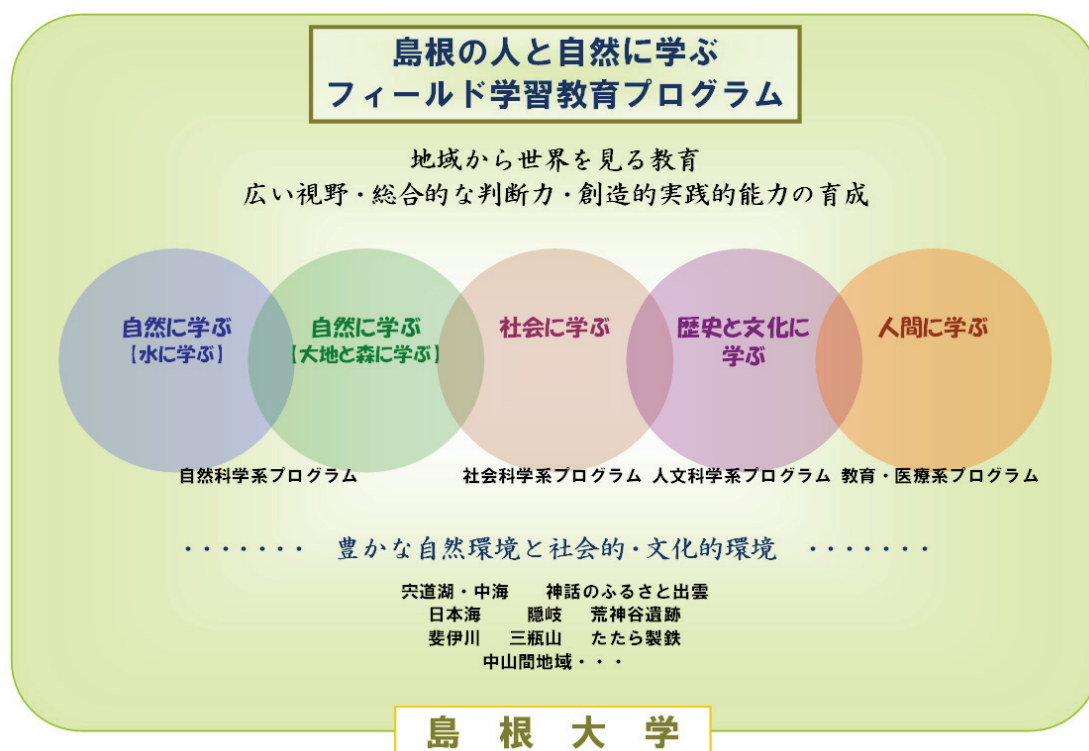 島根の人と自然に学ぶ
フィールド学習教育プログラム
地域から世界を見る教育
広い視野・総合的な判断力・創造的実践的能力の育成
自然に学ぶ
【水に学ぶ】
自然に学ぶ
【大地と森に学ぶ】
社会に学ぶ
歴史と文化に
学ぶ
人間に学ぶ
自然科学系プログラム 社会科学系プログラム 人文科学系プログラム 教育・医療系プログラム
・・・・・・・ 豊かな自然環境と社会的・文化的環境 ・・・・・・・
宍道湖・中海 神話のふるさと出雲
日本海 隠岐 荒神谷遺跡
斐伊川 三瓶山 たたら製鉄
中山間地域・・・
島根大学